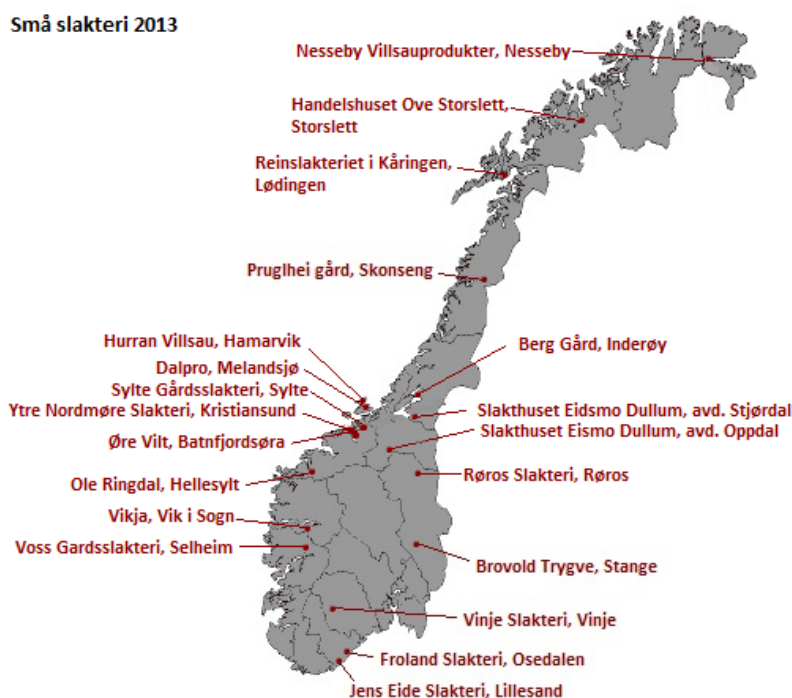 Små slakteri 2013
Nesseby Villsauprodukter, Nesseby
Handelshuset Ove Storslett,
Storslett
Reinslakteriet i Kåringen,
Lødingen
Pruglhei gård, Skonseng
Hurran Villsau, Hamarvik
Berg Gård, Inderøy
Dalpro, Melandsjø
Sylte Gårdsslakteri, Sylte
Ytre Nordmøre Slakteri, Kristiansund
Slakthuset Eidsmo Dullum, avd. Stjørdal
Slakthuset Eismo Dullum, avd. Oppdal
Øre Vilt, Batnfjordsøra
Røros Slakteri, Røros
Ole Ringdal, Hellesylt
Vikja, Vik i Sogn
Voss Gardsslakteri, Selheim
Brovold Trygve, Stange
Vinje Slakteri, Vinje
Froland Slakteri, Osedalen
Jens Eide Slakteri, Lillesand